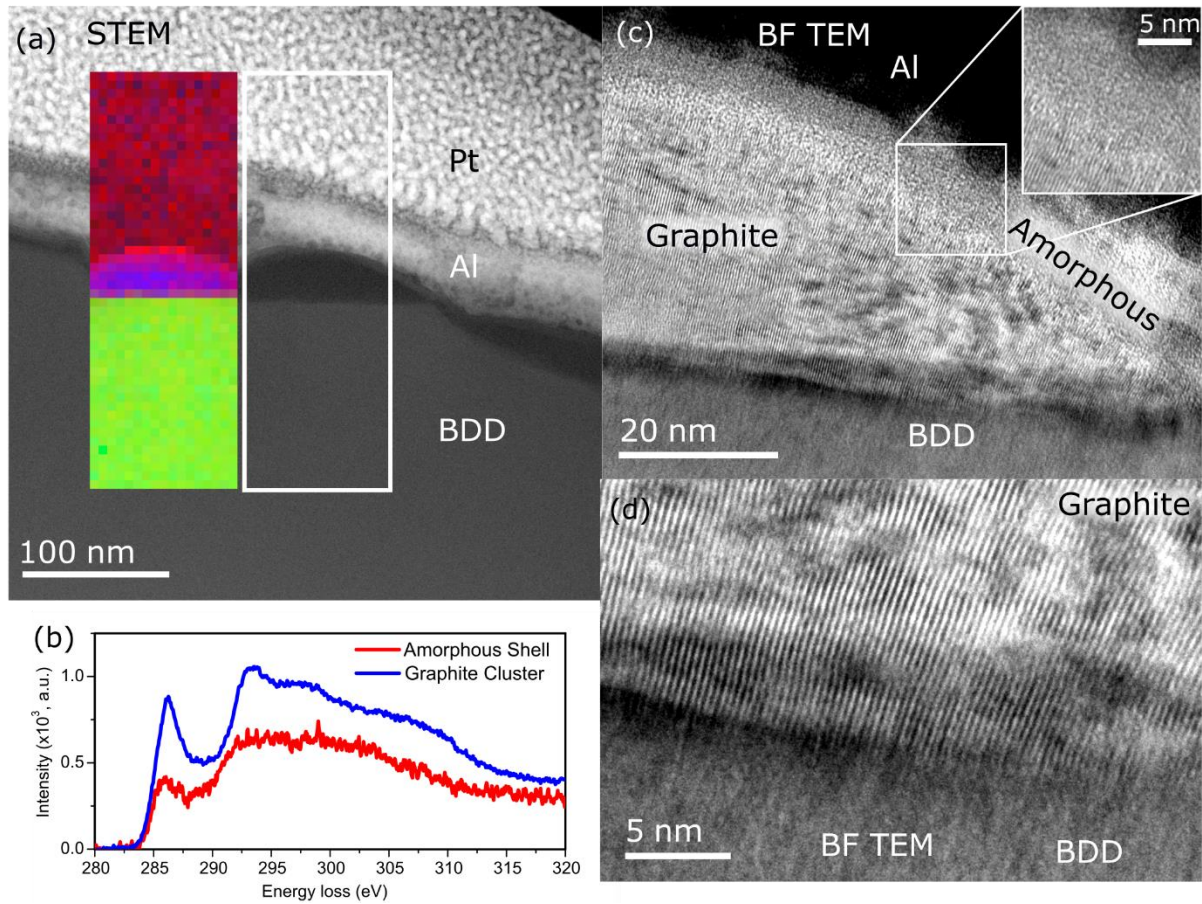 (a) STEM
Pt
Al
BDD
100 nm
(b)
Amorphous Shell
Graphite Cluster
Intensity (x10³, a.u.)
1.0
0.5
0.0
280 285 290 295 300 305 310 315 320
Energy loss (eV)
(c) BF TEM
Al
5 nm
Graphite
Amorphous
20 nm
BDD
(d) Graphite
5 nm
BF TEM
BDD